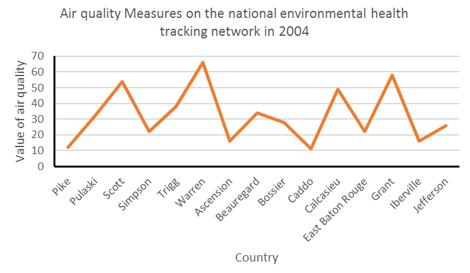 Air quality Measures on the national environmental health
tracking network in 2004
Value of air quality
70
60
50
40
30
20
10
0
Pike
Pulaski
Scott
Simpson
Trigg
Warren
Ascension
Beauregard
Bossier
Caddo
Calcasieu
East Baton Rouge
Grant
Iberville
Jefferson
Country